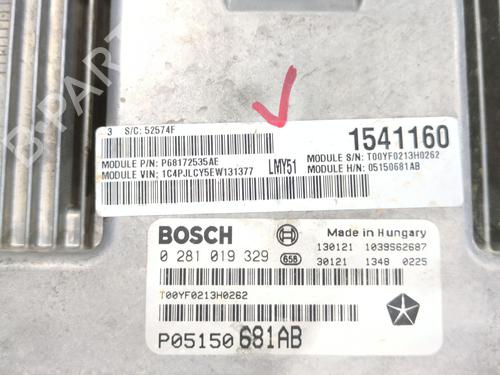 3 S/C: 52574F
1541160
MODULE P/N: P68172535AE
LMY51
MODULE S/N: T00YF0213H0262
MODULE VIN: 1C4PJLCY5EW131377
MODULE H/N: 05150681AB
BOSCH
Made in Hungary
130121 1039S62687
0 281 019 329
658
30121 1348 0225
T00YF0213H0262
P05150 681AB